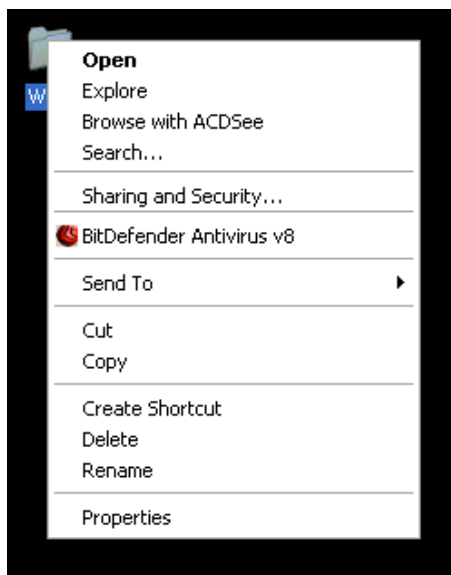 W
Open
Explore
Browse with ACDSee
Search...
Sharing and Security...
BitDefender Antivirus v8
Send To
Cut
Copy
Create Shortcut
Delete
Rename
Properties